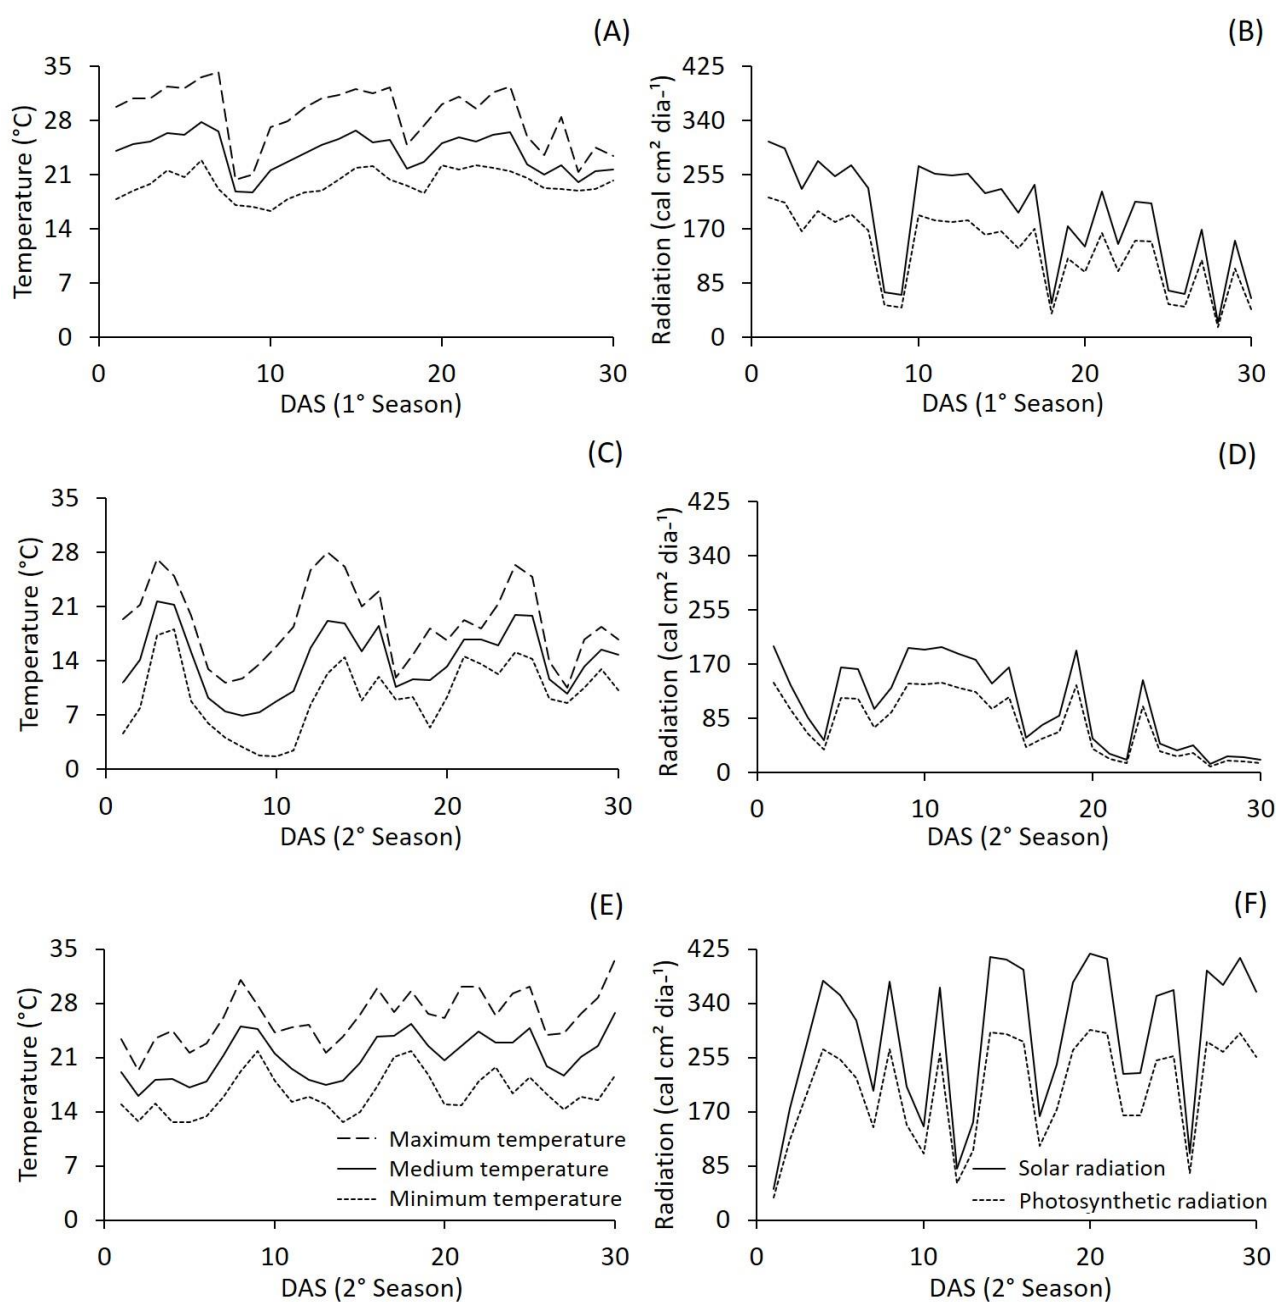 (A)
35
28
21
14
7
0
Temperature (°C)
0 10 20 30
DAS (1° Season)
(B)
425
340
255
170
85
0
Radiation (cal cm² dia-¹)
0 10 20 30
DAS (1° Season)
(C)
35
28
21
14
7
0
Temperature (°C)
0 10 20 30
DAS (2° Season)
(D)
425
340
255
170
85
0
Radiation (cal cm² dia-¹)
0 10 20 30
DAS (2° Season)
(E)
35
28
21
14
7
0
Temperature (°C)
Maximum temperature
Medium temperature
Minimum temperature
0 10 20 30
DAS (2° Season)
(F)
425
340
255
170
85
0
Radiation (cal cm² dia-¹)
Solar radiation
Photosynthetic radiation
0 10 20 30
DAS (2° Season)